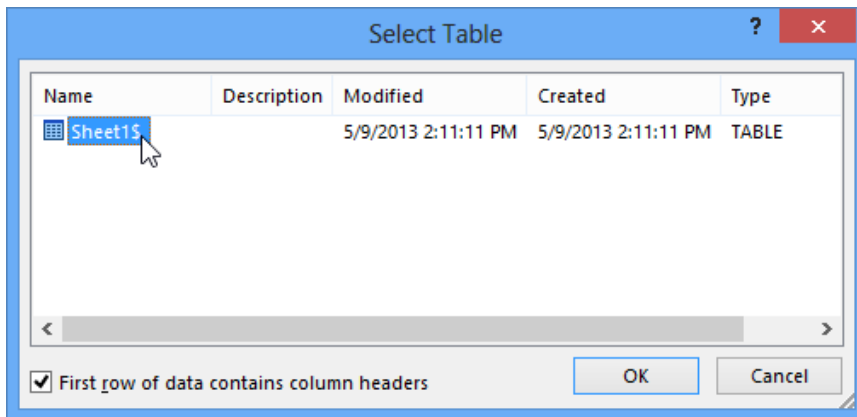 Select Table
?
Name Description Modified Created Type
Sheet1$ 5/9/2013 2:11:11 PM 5/9/2013 2:11:11 PM TABLE
First row of data contains column headers OK Cancel